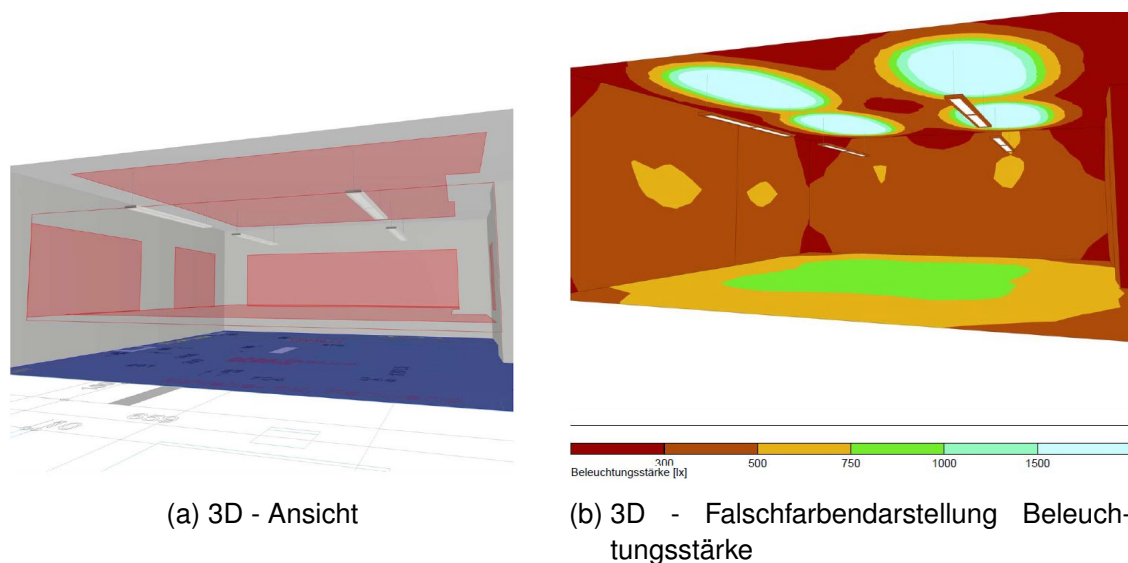 300 500 750 1000 1500
Beleuchtungsstärke [lx]
(a) 3D - Ansicht
(b) 3D - Falschfarbendarstellung Beleuch-
tungsstärke